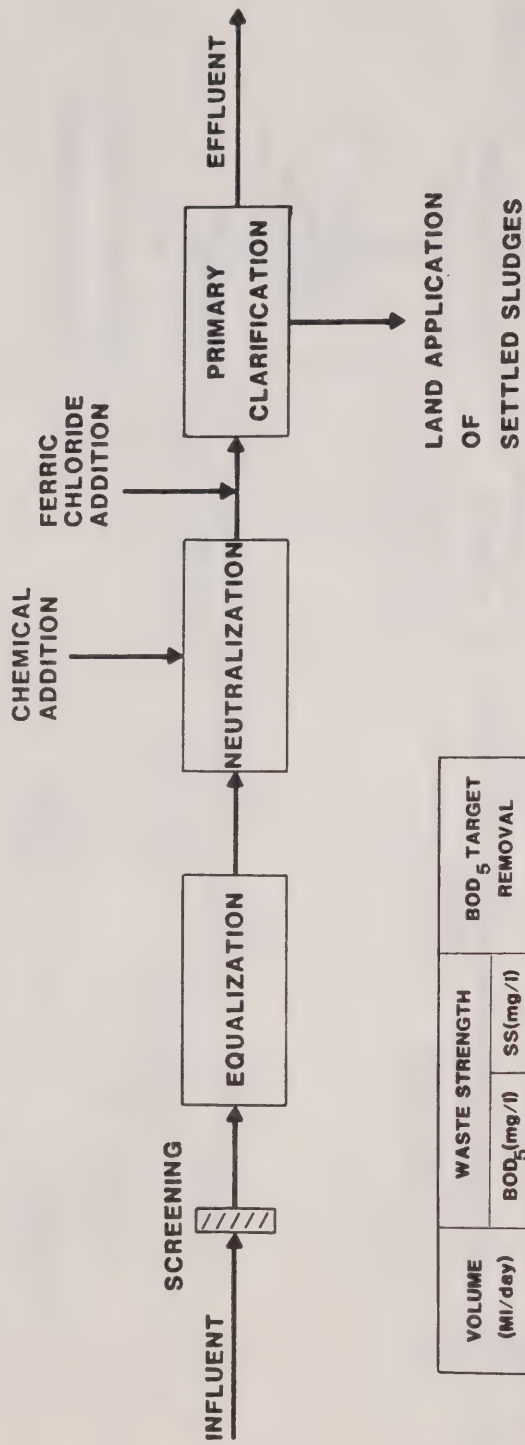 INFLUENT
SCREENING
EQUALIZATION
CHEMICAL
ADDITION
NEUTRALIZATION
FERRIC
CHLORIDE
ADDITION
PRIMARY
CLARIFICATION
EFFLUENT
LAND APPLICATION
OF
SETTLED SLUDGES
VOLUME
(Ml/day)
WASTE STRENGTH
BOD5(mg/l) SS(mg/l)
BOD5 TARGET
REMOVAL